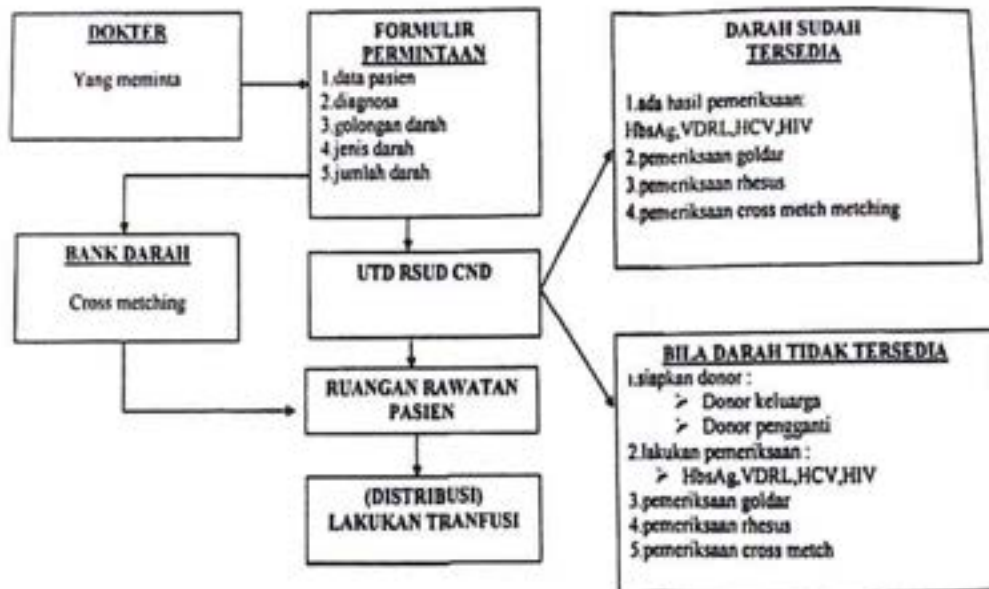 DOKTER
Yang meminta
FORMULIR
PERMINTAAN
1.data pasien
2.diagnosa
3.golongan darah
4.jenis darah
5.jumlah darah
DARAH SUDAH
TERSEDIA
1.ada hasil pemeriksaan:
HbsAg,VDRL,HCV,HIV
2.pemeriksaan goldar
3.pemeriksaan rhesus
4.pemeriksaan cross metch metching
BANK DARAH
Cross metching
UTD RSUD CND
RUANGAN RAWATAN
PASIEN
(DISTRIBUSI)
LAKUKAN TRANFUSI
BILA DARAH TIDAK TERSEDIA
1.siapkan donor :
➢ Donor keluarga
➢ Donor pengganti
2.lakukan pemeriksaan :
➢ HbsAg,VDRL,HCV,HIV
3.pemeriksaan goldar
4.pemeriksaan rhesus
5.pemeriksaan cross metch